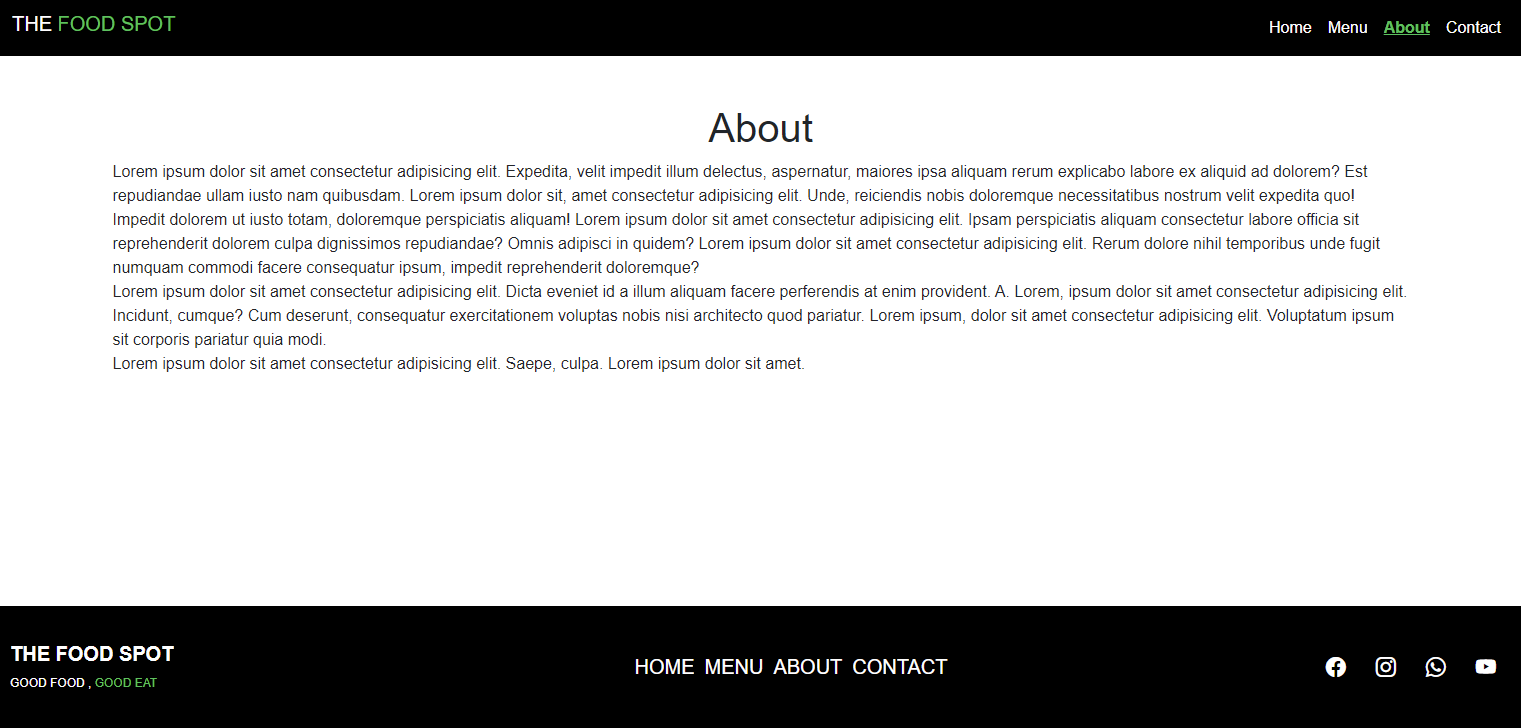 THE FOOD SPOT
Home Menu About Contact
About
Lorem ipsum dolor sit amet consectetur adipisicing elit. Expedita, velit impedit illum delectus, aspernatur, maiores ipsa aliquam rerum explicabo labore ex aliquid ad dolorem? Est
repudiandae ullam iusto nam quibusdam. Lorem ipsum dolor sit, amet consectetur adipisicing elit. Unde, reiciendis nobis doloremque necessitatibus nostrum velit expedita quo!
Impedit dolorem ut iusto totam, doloremque perspiciatis aliquam! Lorem ipsum dolor sit amet consectetur adipisicing elit. Ipsam perspiciatis aliquam consectetur labore officia sit
reprehenderit dolorem culpa dignissimos repudiandae? Omnis adipisci in quidem? Lorem ipsum dolor sit amet consectetur adipisicing elit. Rerum dolore nihil temporibus unde fugit
numquam commodi facere consequatur ipsum, impedit reprehenderit doloremque?
Lorem ipsum dolor sit amet consectetur adipisicing elit. Dicta eveniet id a illum aliquam facere perferendis at enim provident. A. Lorem, ipsum dolor sit amet consectetur adipisicing elit.
Incidunt, cumque? Cum deserunt, consequatur exercitationem voluptas nobis nisi architecto quod pariatur. Lorem ipsum, dolor sit amet consectetur adipisicing elit. Voluptatum ipsum
sit corporis pariatur quia modi.
Lorem ipsum dolor sit amet consectetur adipisicing elit. Saepe, culpa. Lorem ipsum dolor sit amet.
THE FOOD SPOT
GOOD FOOD , GOOD EAT
HOME MENU ABOUT CONTACT